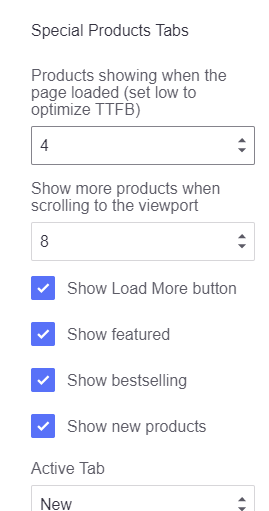 Special Products Tabs
Products showing when the
page loaded (set low to
optimize TTFB)
4
Show more products when
scrolling to the viewport
8
Show Load More button
Show featured
Show bestselling
Show new products
Active Tab
New